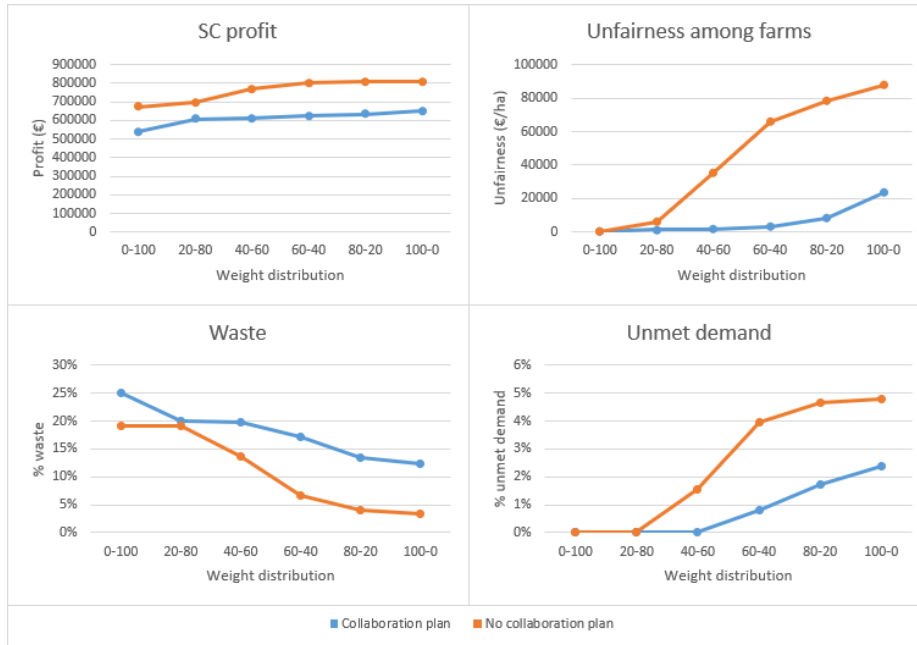 SC profit
900000
800000
700000
600000
500000
400000
300000
200000
100000
0
Profit (€)
0-100 20-80 40-60 60-40 80-20 100-0
Weight distribution
Unfairness among farms
100000
80000
60000
40000
20000
0
Unfairness (€/ha)
0-100 20-80 40-60 60-40 80-20 100-0
Weight distribution
Waste
30%
25%
20%
15%
10%
5%
0%
% waste
0-100 20-80 40-60 60-40 80-20 100-0
Weight distribution
Unmet demand
6%
5%
4%
3%
2%
1%
0%
% unmet demand
0-100 20-80 40-60 60-40 80-20 100-0
Weight distribution
Collaboration plan No collaboration plan